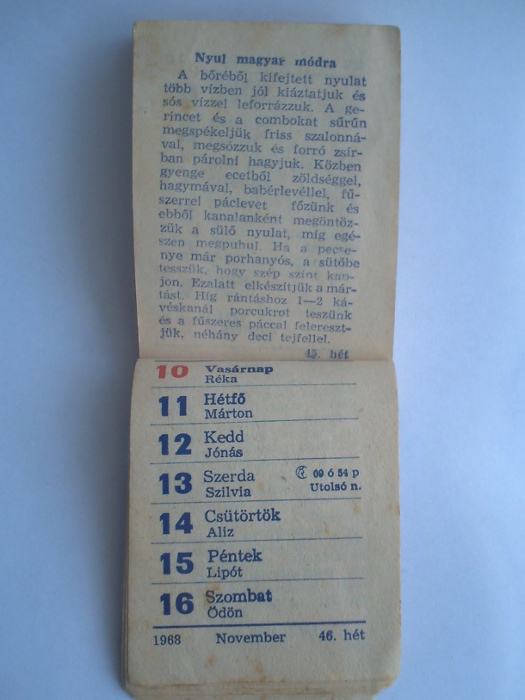 Nyul magyar módra
A bőréből kifejtett nyulat
több vízben jól kiáztatjuk és
sós vízzel leforrázzuk. A ge-
rincet és a combokat sűrűn
megspékeljük friss szalonná-
val, megsózzuk és forró zsír-
ban párolni hagyjuk. Közben
gyenge ecetből zöldséggel,
hagymával, babérlevéllel, fű-
szerrel páclevet főzünk és
ebből kanalanként megöntöz-
zük a sülő nyulat, míg egé-
szen megpuhul. Ha a pecse-
nye már porhanyós, a sütőbe
tesszük, hogy szép színt kap-
jon. Ezalatt elkészítjük a már-
tást. Híg rántáshoz 1—2 ká-
véskanál porcukrot teszünk
és a fűszeres páccal felereszt-
jük, néhány deci tejfellel.
45. hét
10 Vasárnap
Réka
11 Hétfő
Márton
12 Kedd
Jónás
13 Szerda 09 ó 54 p
Szilvia Utolsó n.
14 Csütörtök
Aliz
15 Péntek
Lipót
16 Szombat
Ödön
1968 November 46. hét